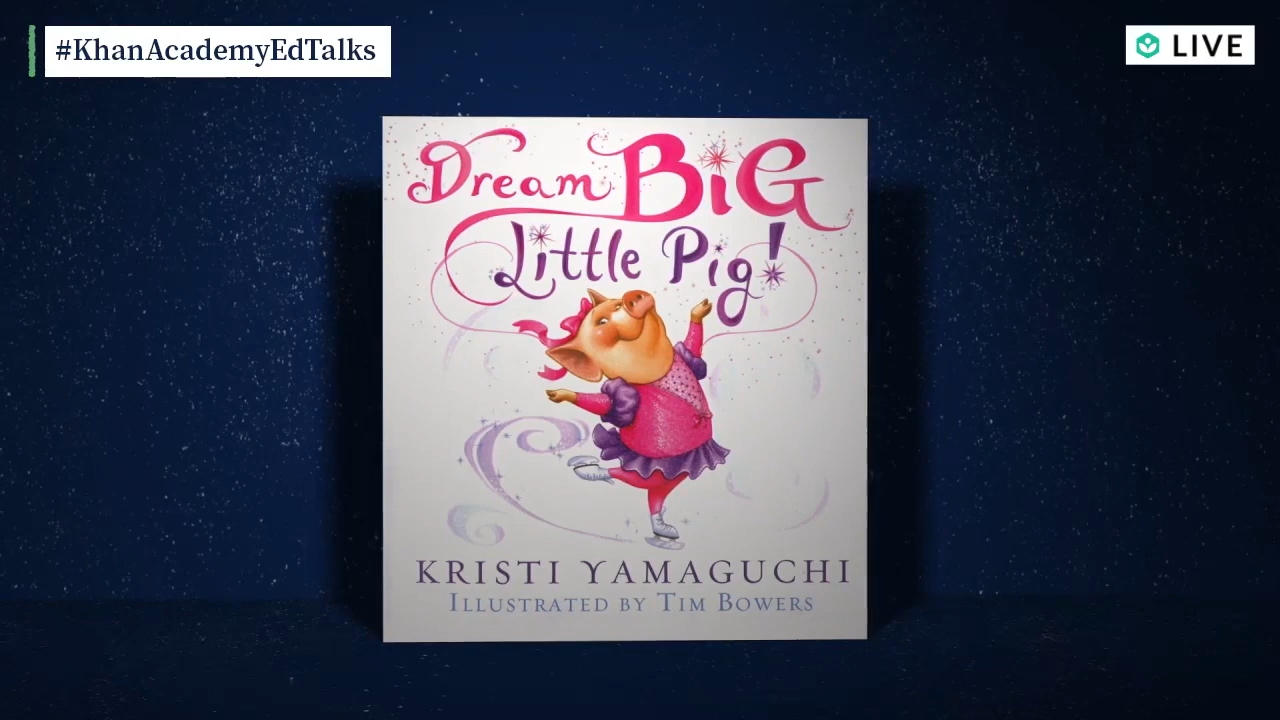 #KhanAcademyEdTalks
LIVE
Dream BiG
Little Pig!
KRISTI YAMAGUCHI
ILLUSTRATED BY TIM BOWERS